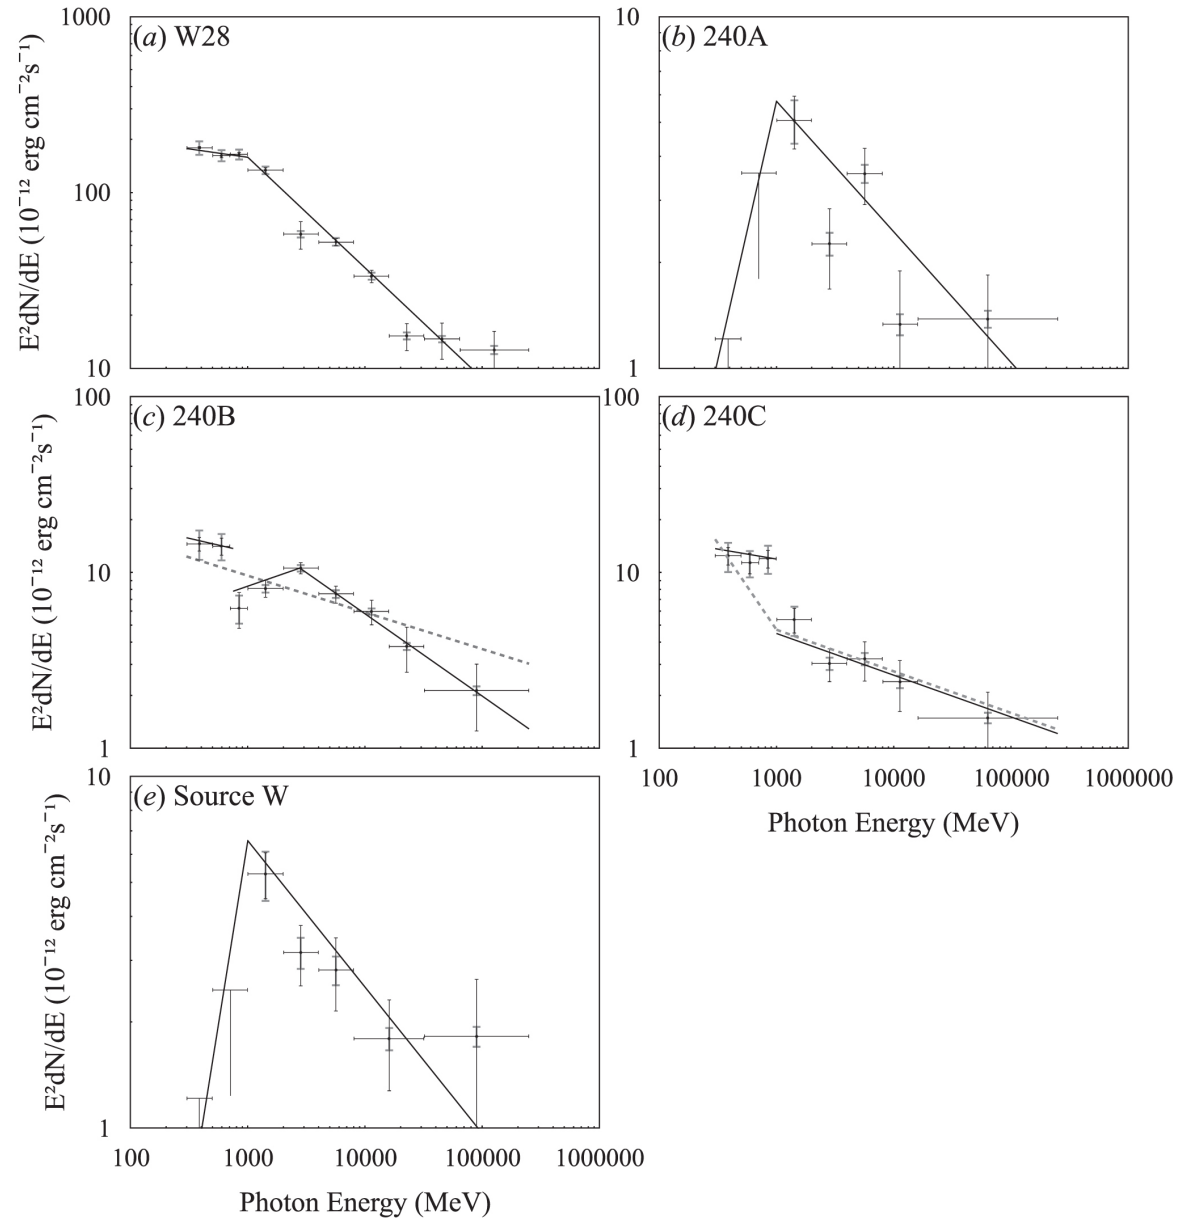 (a) W28
1000
100
10
E²dN/dE (10⁻¹² erg cm⁻²s⁻¹)
(b) 240A
10
1
(c) 240B
100
10
1
E²dN/dE (10⁻¹² erg cm⁻²s⁻¹)
(d) 240C
100
10
1
100 1000 10000 100000 1000000
Photon Energy (MeV)
(e) Source W
10
1
E²dN/dE (10⁻¹² erg cm⁻²s⁻¹)
100 1000 10000 100000 1000000
Photon Energy (MeV)